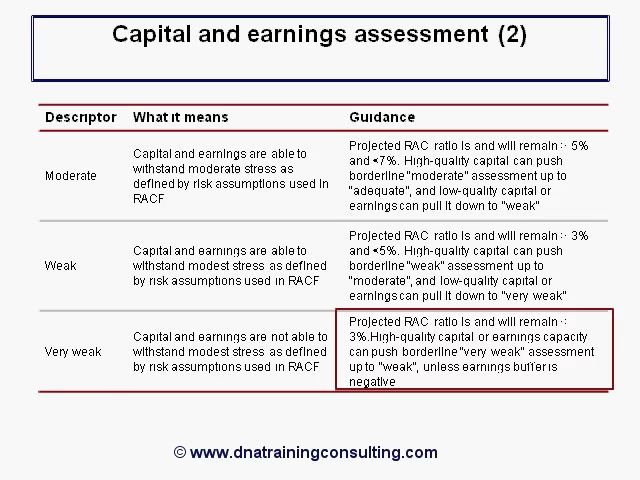 Capital and earnings assessment (2)
Descriptor What it means Guidance
Moderate
Capital and earnings are able to
withstand moderate stress as
defined by risk assumptions used in
RACF
Projected RAC ratio is and will remain > 5%
and <7%. High-quality capital can push
borderline "moderate" assessment up to
"adequate", and low-quality capital or
earnings can pull it down to "weak"
Weak
Capital and earnings are able to
withstand modest stress as defined
by risk assumptions used in RACF
Projected RAC ratio is and will remain > 3%
and <5%. High-quality capital can push
borderline "weak" assessment up to
"moderate", and low-quality capital or
earnings can pull it down to "very weak"
Very weak
Capital and earnings are not able to
withstand modest stress as defined
by risk assumptions used in RACF
Projected RAC ratio is and will remain
3%.High-quality capital or earnings capacity
can push borderline "very weak" assessment
up to "weak", unless earnings buffer is
negative
© www.dnatrainingconsulting.com